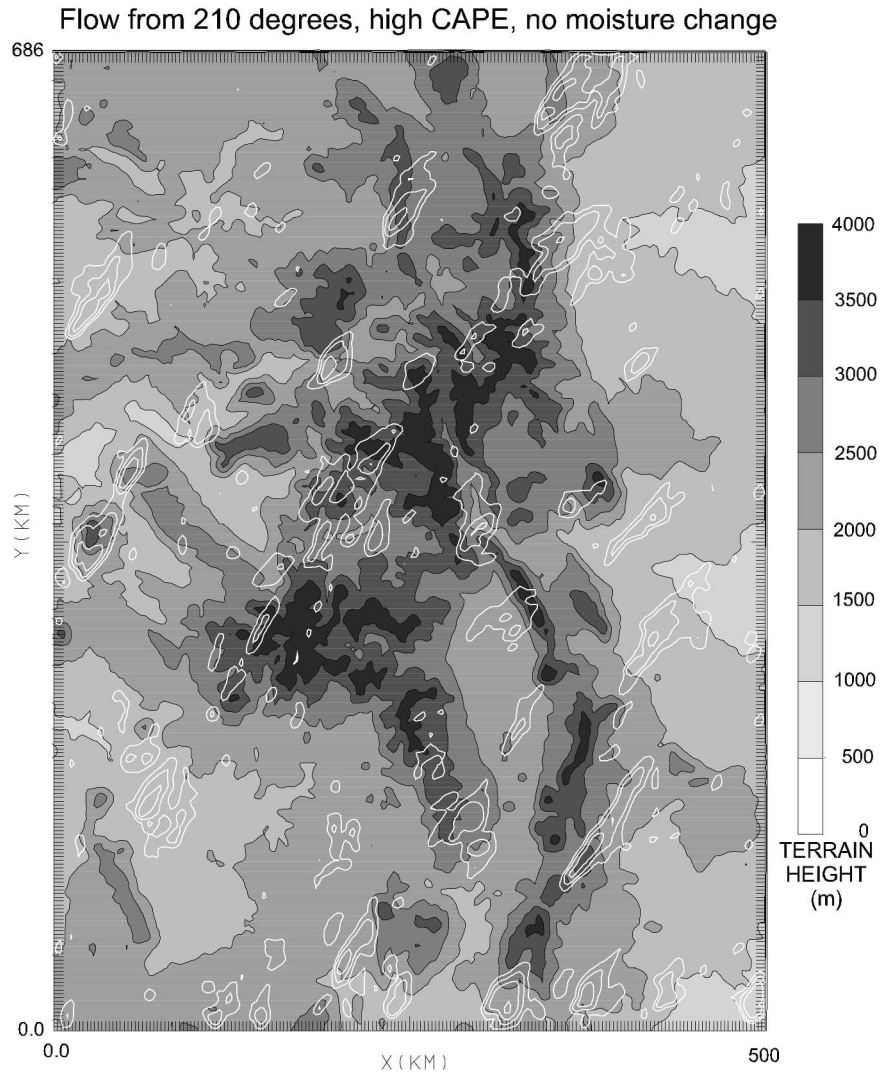 Flow from 210 degrees, high CAPE, no moisture change
686
Y(KM)
0.0
0.0
X(KM)
500
4000
3500
3000
2500
2000
1500
1000
500
0
TERRAIN
HEIGHT
(m)